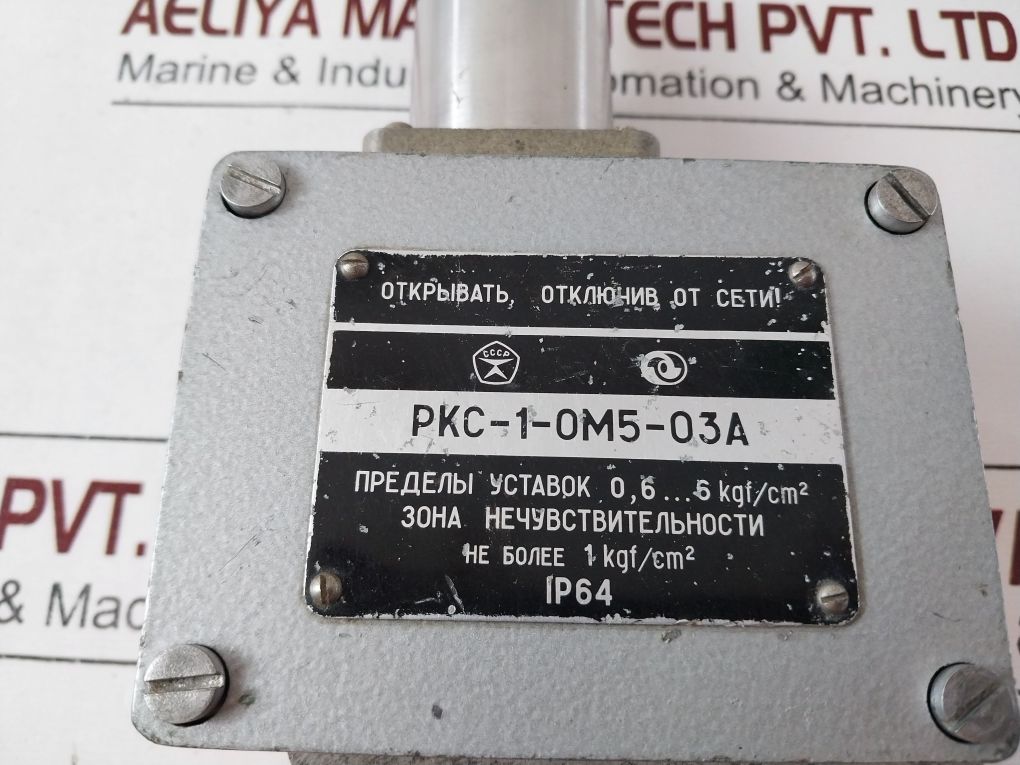 AELIYA MA TECH PVT. LTD
Marine & Indu omation & Machinery
ОТКРЫВАТЬ, ОТКЛЮЧИВ ОТ СЕТИ!
СССР
РКС-1-ОМ5-03А
ПРЕДЕЛЫ УСТАВОК 0,6...6 kgf/cm²
ЗОНА НЕЧУВСТВИТЕЛЬНОСТИ
НЕ БОЛЕЕ 1 kgf/cm²
IP64
PVT.
& Mach